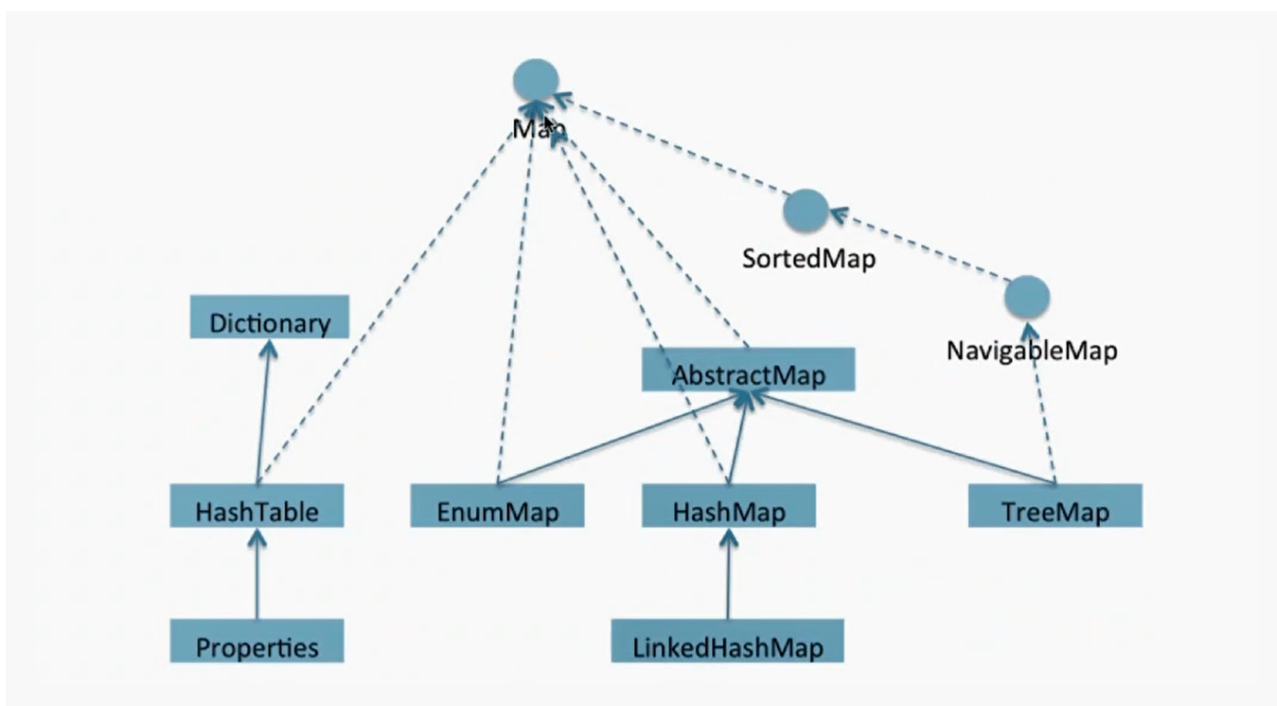 Map
SortedMap
Dictionary
NavigableMap
AbstractMap
HashTable
EnumMap
HashMap
TreeMap
Properties
LinkedHashMap